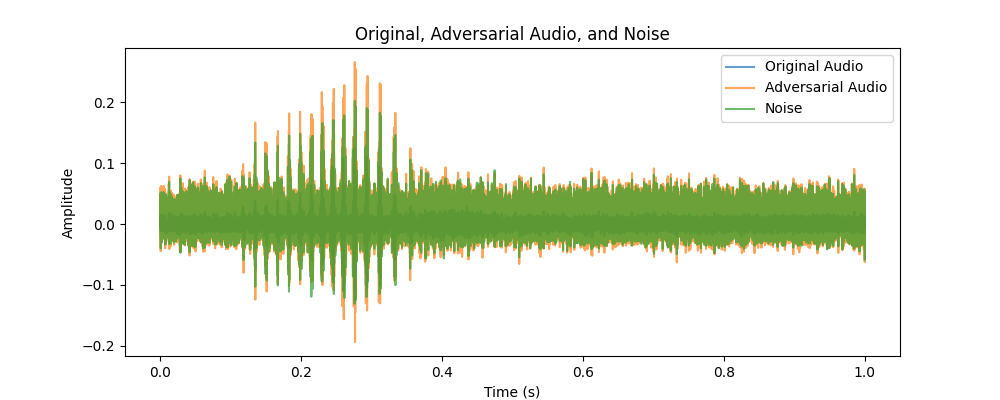 Original, Adversarial Audio, and Noise
Original Audio
Adversarial Audio
Noise
Amplitude
0.2
0.1
0.0
−0.1
−0.2
0.0
0.2
0.4
0.6
0.8
1.0
Time (s)